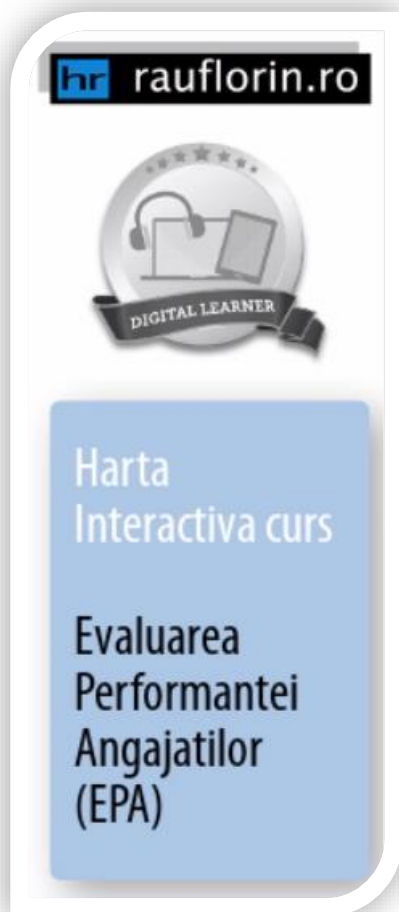 hr rauflorin.ro
DIGITAL LEARNER
Harta
Interactiva curs
Evaluarea
Performantei
Angajatilor
(EPA)